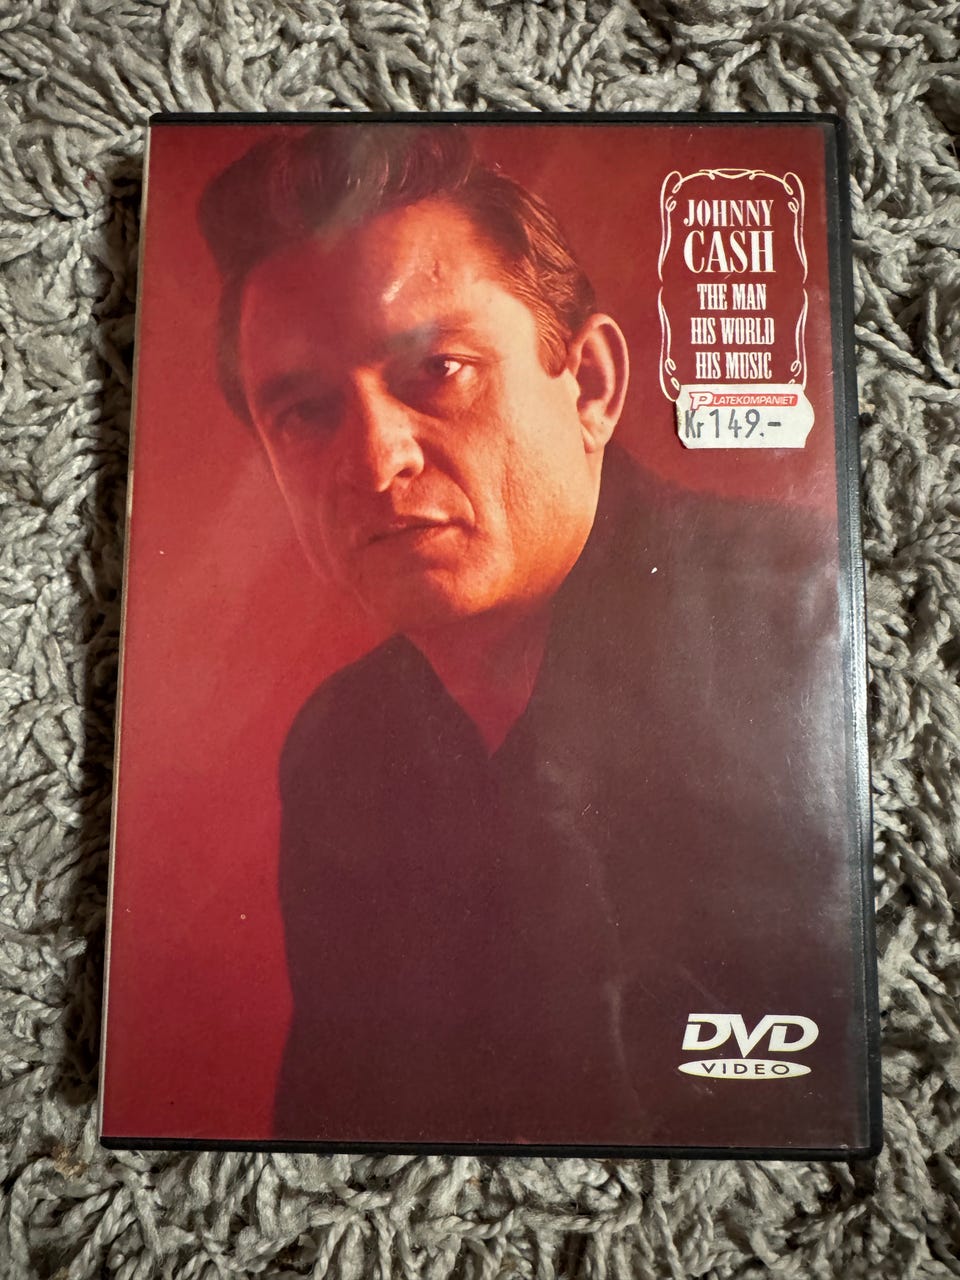 JOHNNY
CASH
THE MAN
HIS WORLD
HIS MUSIC
PLATEKOMPANIET
Kr 149.-
DVD
VIDEO